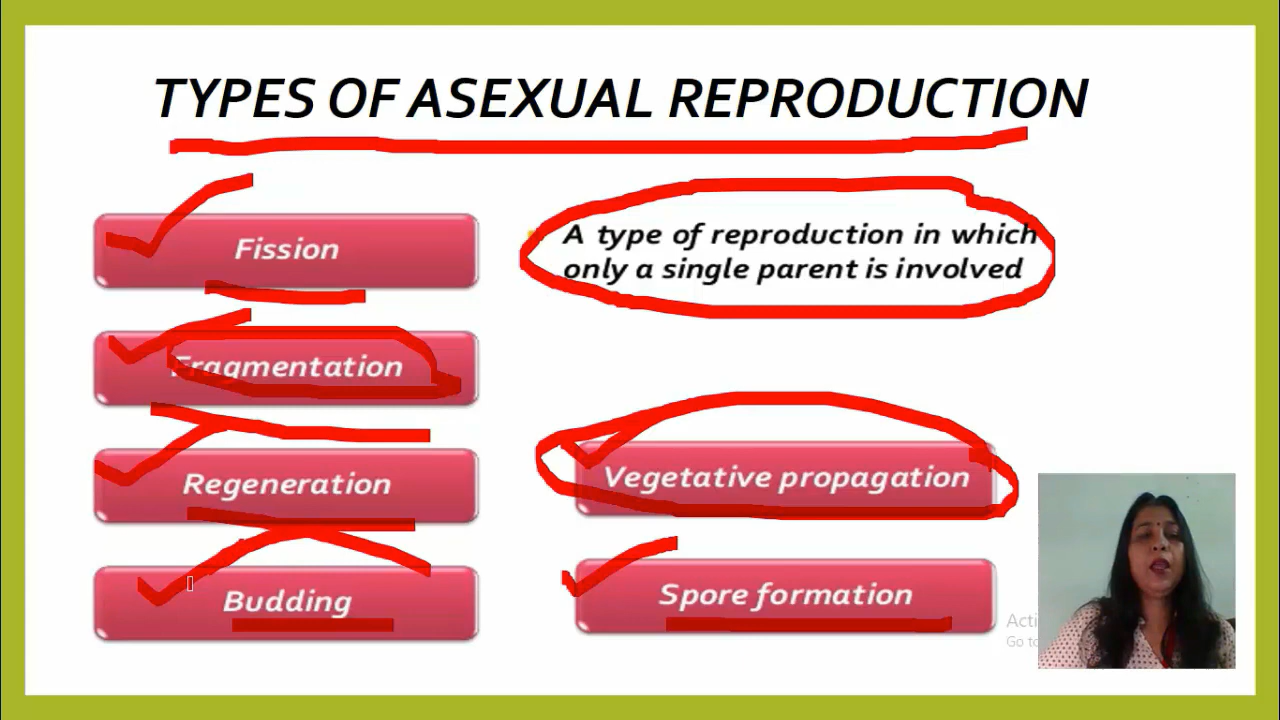 TYPES OF ASEXUAL REPRODUCTION
Fission
A type of reproduction in which
only a single parent is involved
Fragmentation
Regeneration
Vegetative propagation
Budding
Spore formation
Acti
Go to